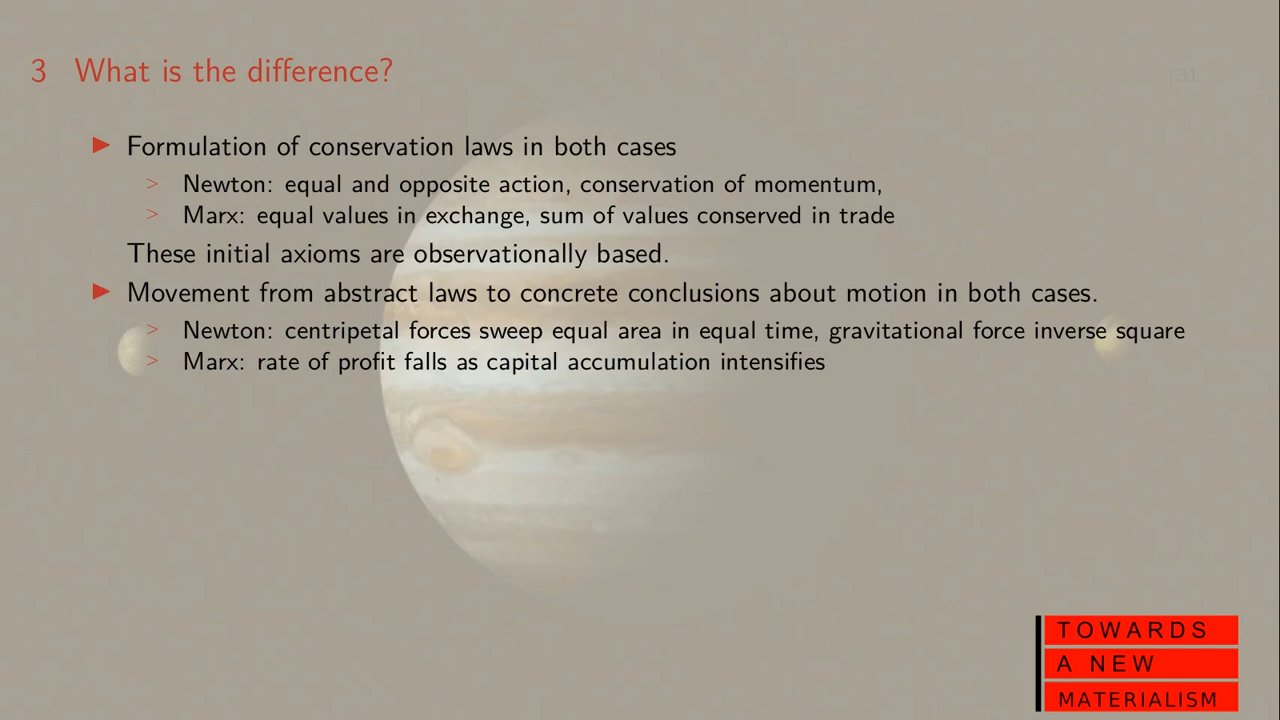 3 What is the difference?
31
▶ Formulation of conservation laws in both cases
> Newton: equal and opposite action, conservation of momentum,
> Marx: equal values in exchange, sum of values conserved in trade
These initial axioms are observationally based.
▶ Movement from abstract laws to concrete conclusions about motion in both cases.
> Newton: centripetal forces sweep equal area in equal time, gravitational force inverse square
> Marx: rate of profit falls as capital accumulation intensifies
TOWARDS
A NEW
MATERIALISM